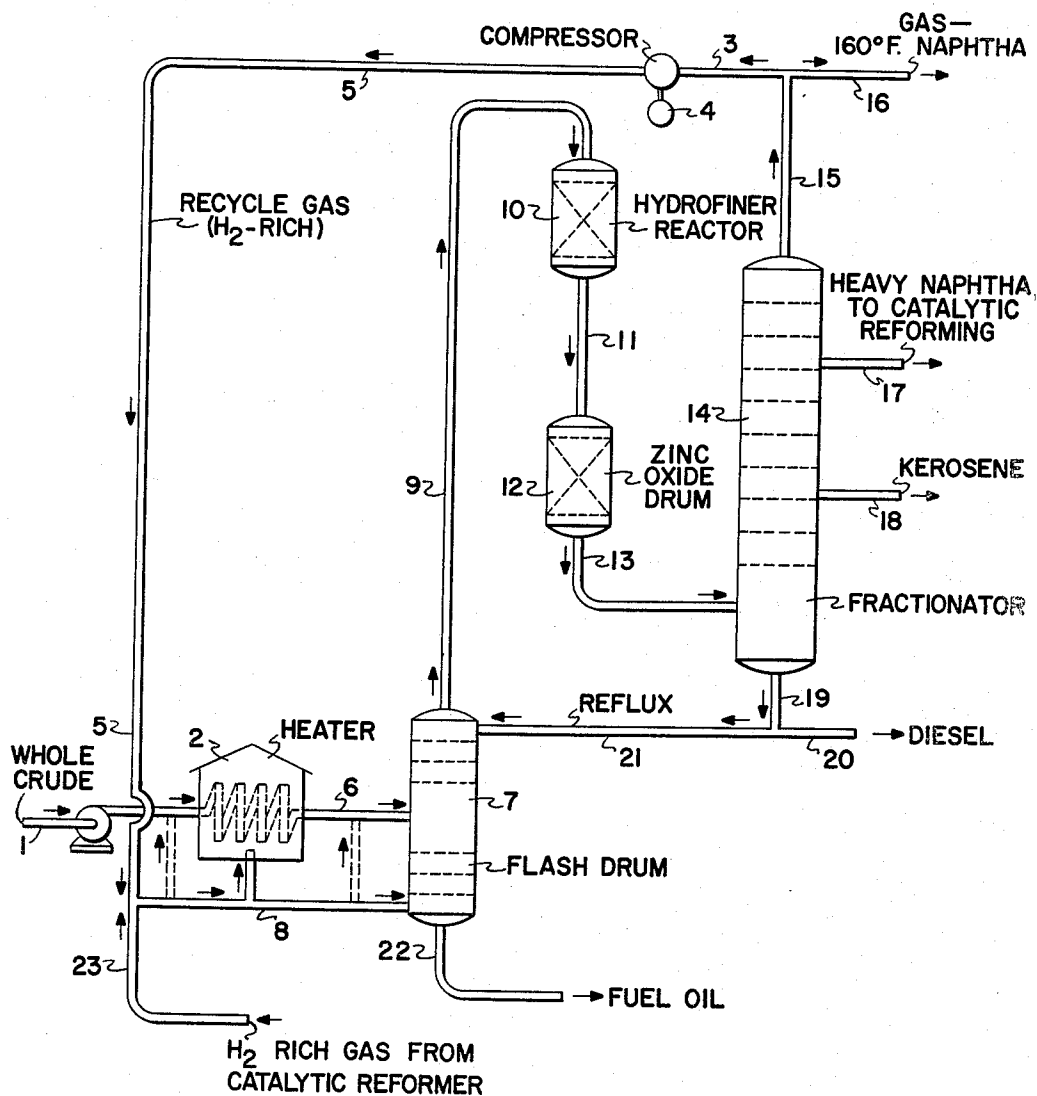 GAS—
160°F. NAPHTHA
COMPRESSOR
3
5
4
16
15
RECYCLE GAS
(H2-RICH)
10
HYDROFINER
REACTOR
HEAVY NAPHTHA
TO CATALYTIC
REFORMING
11
17
14
9
12
ZINC
OXIDE
DRUM
KEROSENE
18
13
FRACTIONATOR
19
REFLUX
5
2
HEATER
DIESEL
21
20
WHOLE
CRUDE
6
7
1
FLASH DRUM
8
22
23
FUEL OIL
H2 RICH GAS FROM
CATALYTIC REFORMER